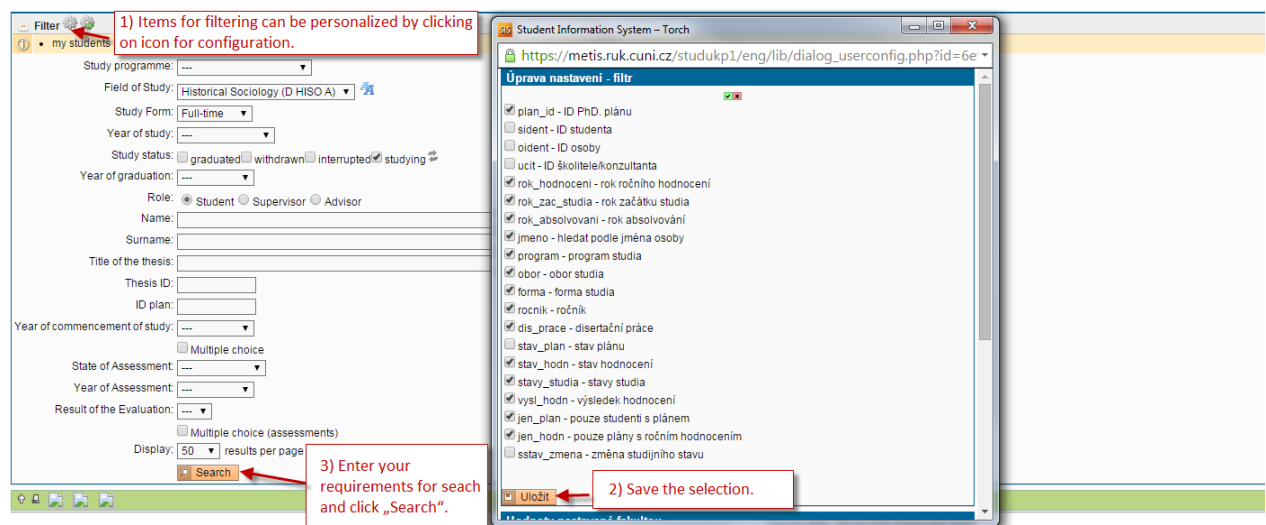 Filter
1) Items for filtering can be personalized by clicking
on icon for configuration.
my students
Study programme: ---
Field of Study: Historical Sociology (D HISO A)
Study Form: Full-time
Year of study: ---
Study status: graduated withdrawn interrupted studying
Year of graduation: ---
Role: Student Supervisor Advisor
Name:
Surname:
Title of the thesis:
Thesis ID:
ID plan:
Year of commencement of study: ---
Multiple choice
State of Assessment: ---
Year of Assessment: ---
Result of the Evaluation: ---
Multiple choice (assessments)
Display: 50 results per page
Search
3) Enter your
requirements for seach
and click „Search“.
SIS Student Information System – Torch
https://metis.ruk.cuni.cz/studukp1/eng/lib/dialog_userconfig.php?id=6e
Úprava nastavení - filtr
plan_id - ID PhD. plánu
sident - ID studenta
oident - ID osoby
ucit - ID školitele/konzultanta
rok_hodnoceni - rok ročního hodnocení
rok_zac_studia - rok začátku studia
rok_absolvovani - rok absolvování
jmeno - hledat podle jména osoby
program - program studia
obor - obor studia
forma - forma studia
rocnik - ročník
dis_prace - disertační práce
stav_plan - stav plánu
stav_hodn - stav hodnocení
stavy_studia - stavy studia
vysl_hodn - výsledek hodnocení
jen_plan - pouze studenti s plánem
jen_hodn - pouze plány s ročním hodnocením
sstav_zmena - změna studijního stavu
Uložit
2) Save the selection.